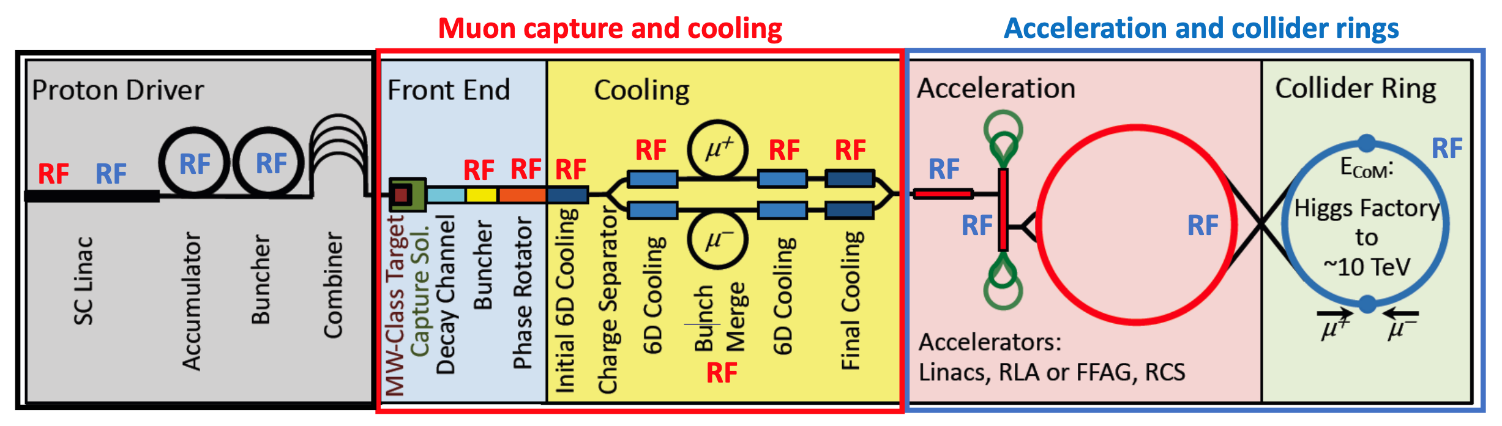 Muon capture and cooling
Acceleration and collider rings
Proton Driver
RF
RF
RF
RF
SC Linac
Accumulator
Buncher
Combiner
Front End
RF
RF
MW-Class Target
Capture Sol.
Decay Channel
Buncher
Phase Rotator
Cooling
RF
RF
RF
RF
μ+
μ−
Initial 6D Cooling
Charge Separator
6D Cooling
Bunch
Merge
6D Cooling
Final Cooling
RF
Acceleration
RF
RF
RF
Accelerators:
Linacs, RLA or FFAG, RCS
Collider Ring
RF
ECoM:
Higgs Factory
to
~10 TeV
μ+
μ−